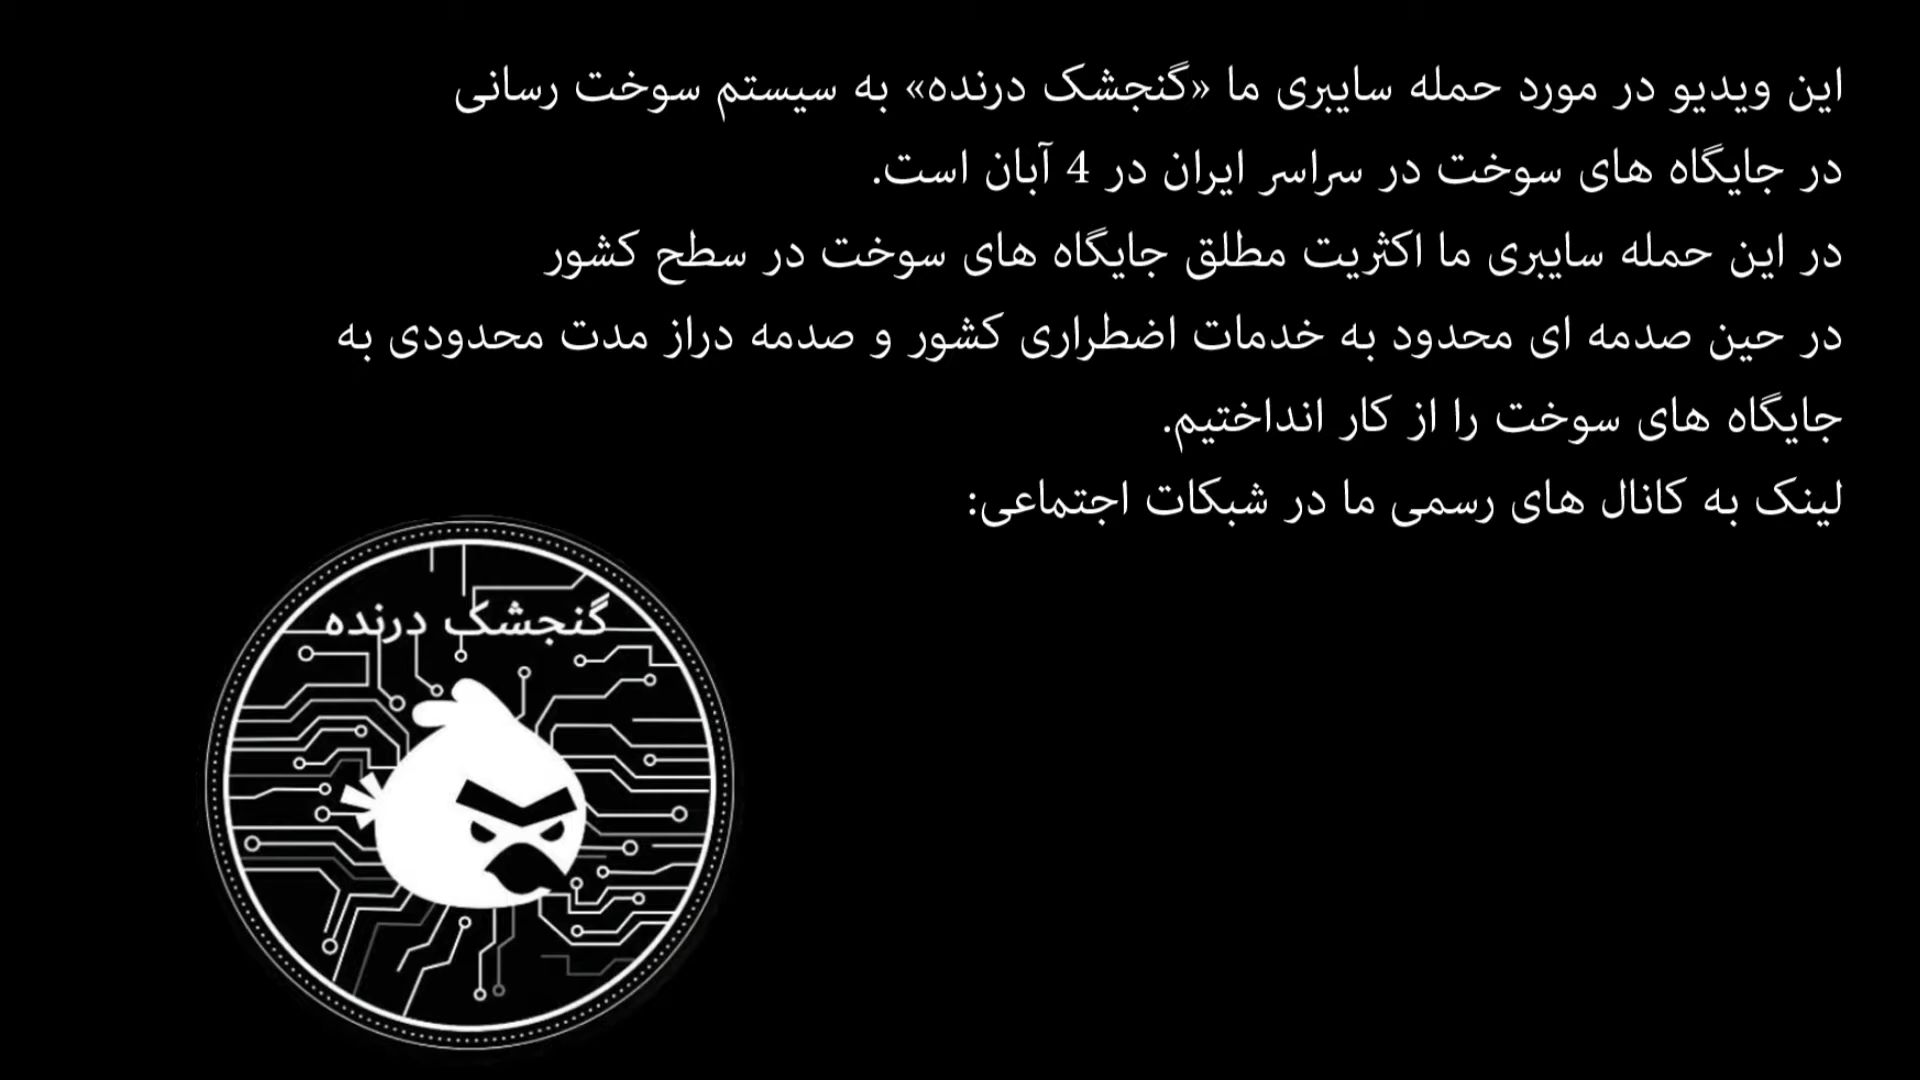 این ویدیو در مورد حمله سایبری ما «گنجشک درنده» به سیستم سوخت رسانی
در جایگاه های سوخت در سراسر ایران در 4 آبان است.
در این حمله سایبری ما اکثریت مطلق جایگاه های سوخت در سطح کشور
در حین صدمه ای محدود به خدمات اضطراری کشور و صدمه دراز مدت محدودی به
جایگاه های سوخت را از کار انداختیم.
لینک به کانال های رسمی ما در شبکات اجتماعی:
گنجشک درنده